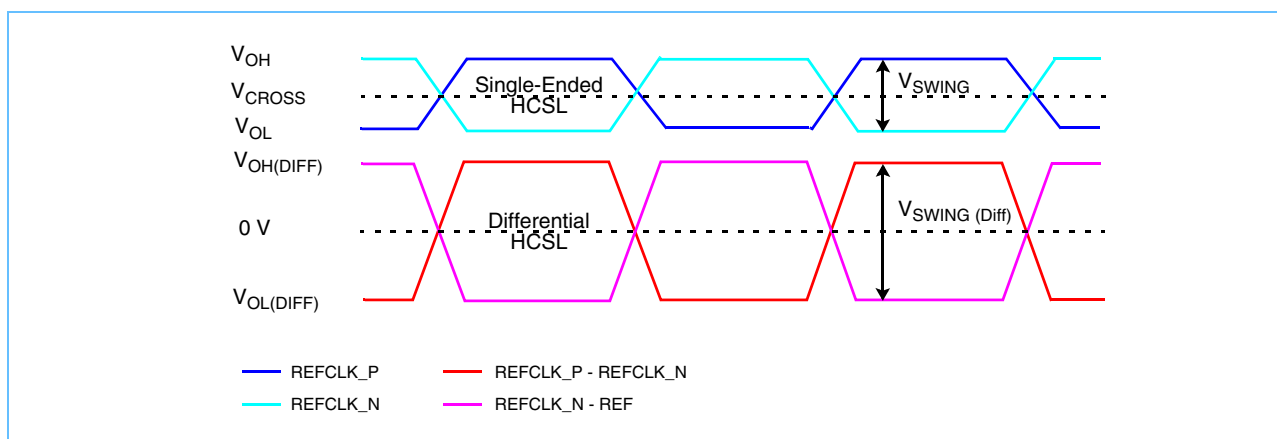 VOH
VCROSS
VOL
Single-Ended
HCSL
VSWING
VOH(DIFF)
0 V
VOL(DIFF)
Differential
HCSL
VSWING (Diff)
REFCLK_P
REFCLK_P - REFCLK_N
REFCLK_N
REFCLK_N - REF